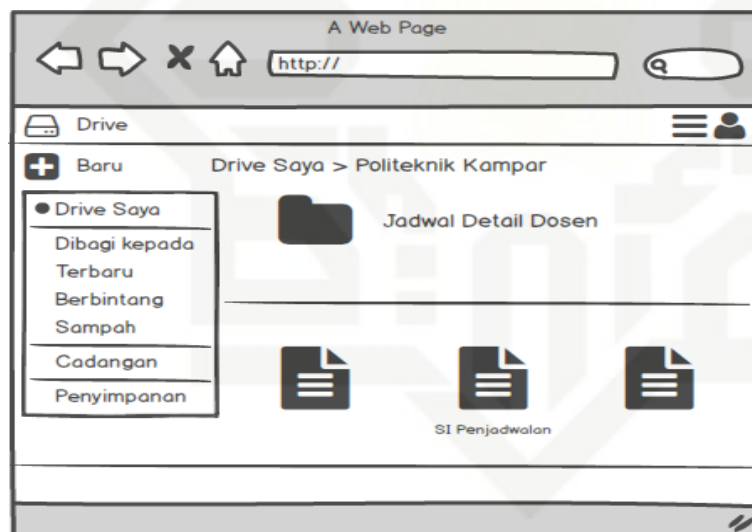 A Web Page
http://
Drive
Baru
Drive Saya > Politeknik Kampar
Drive Saya
Dibagi kepada
Terbaru
Berbintang
Sampah
Cadangan
Penyimpanan
Jadwal Detail Dosen
SI Penjadwalan